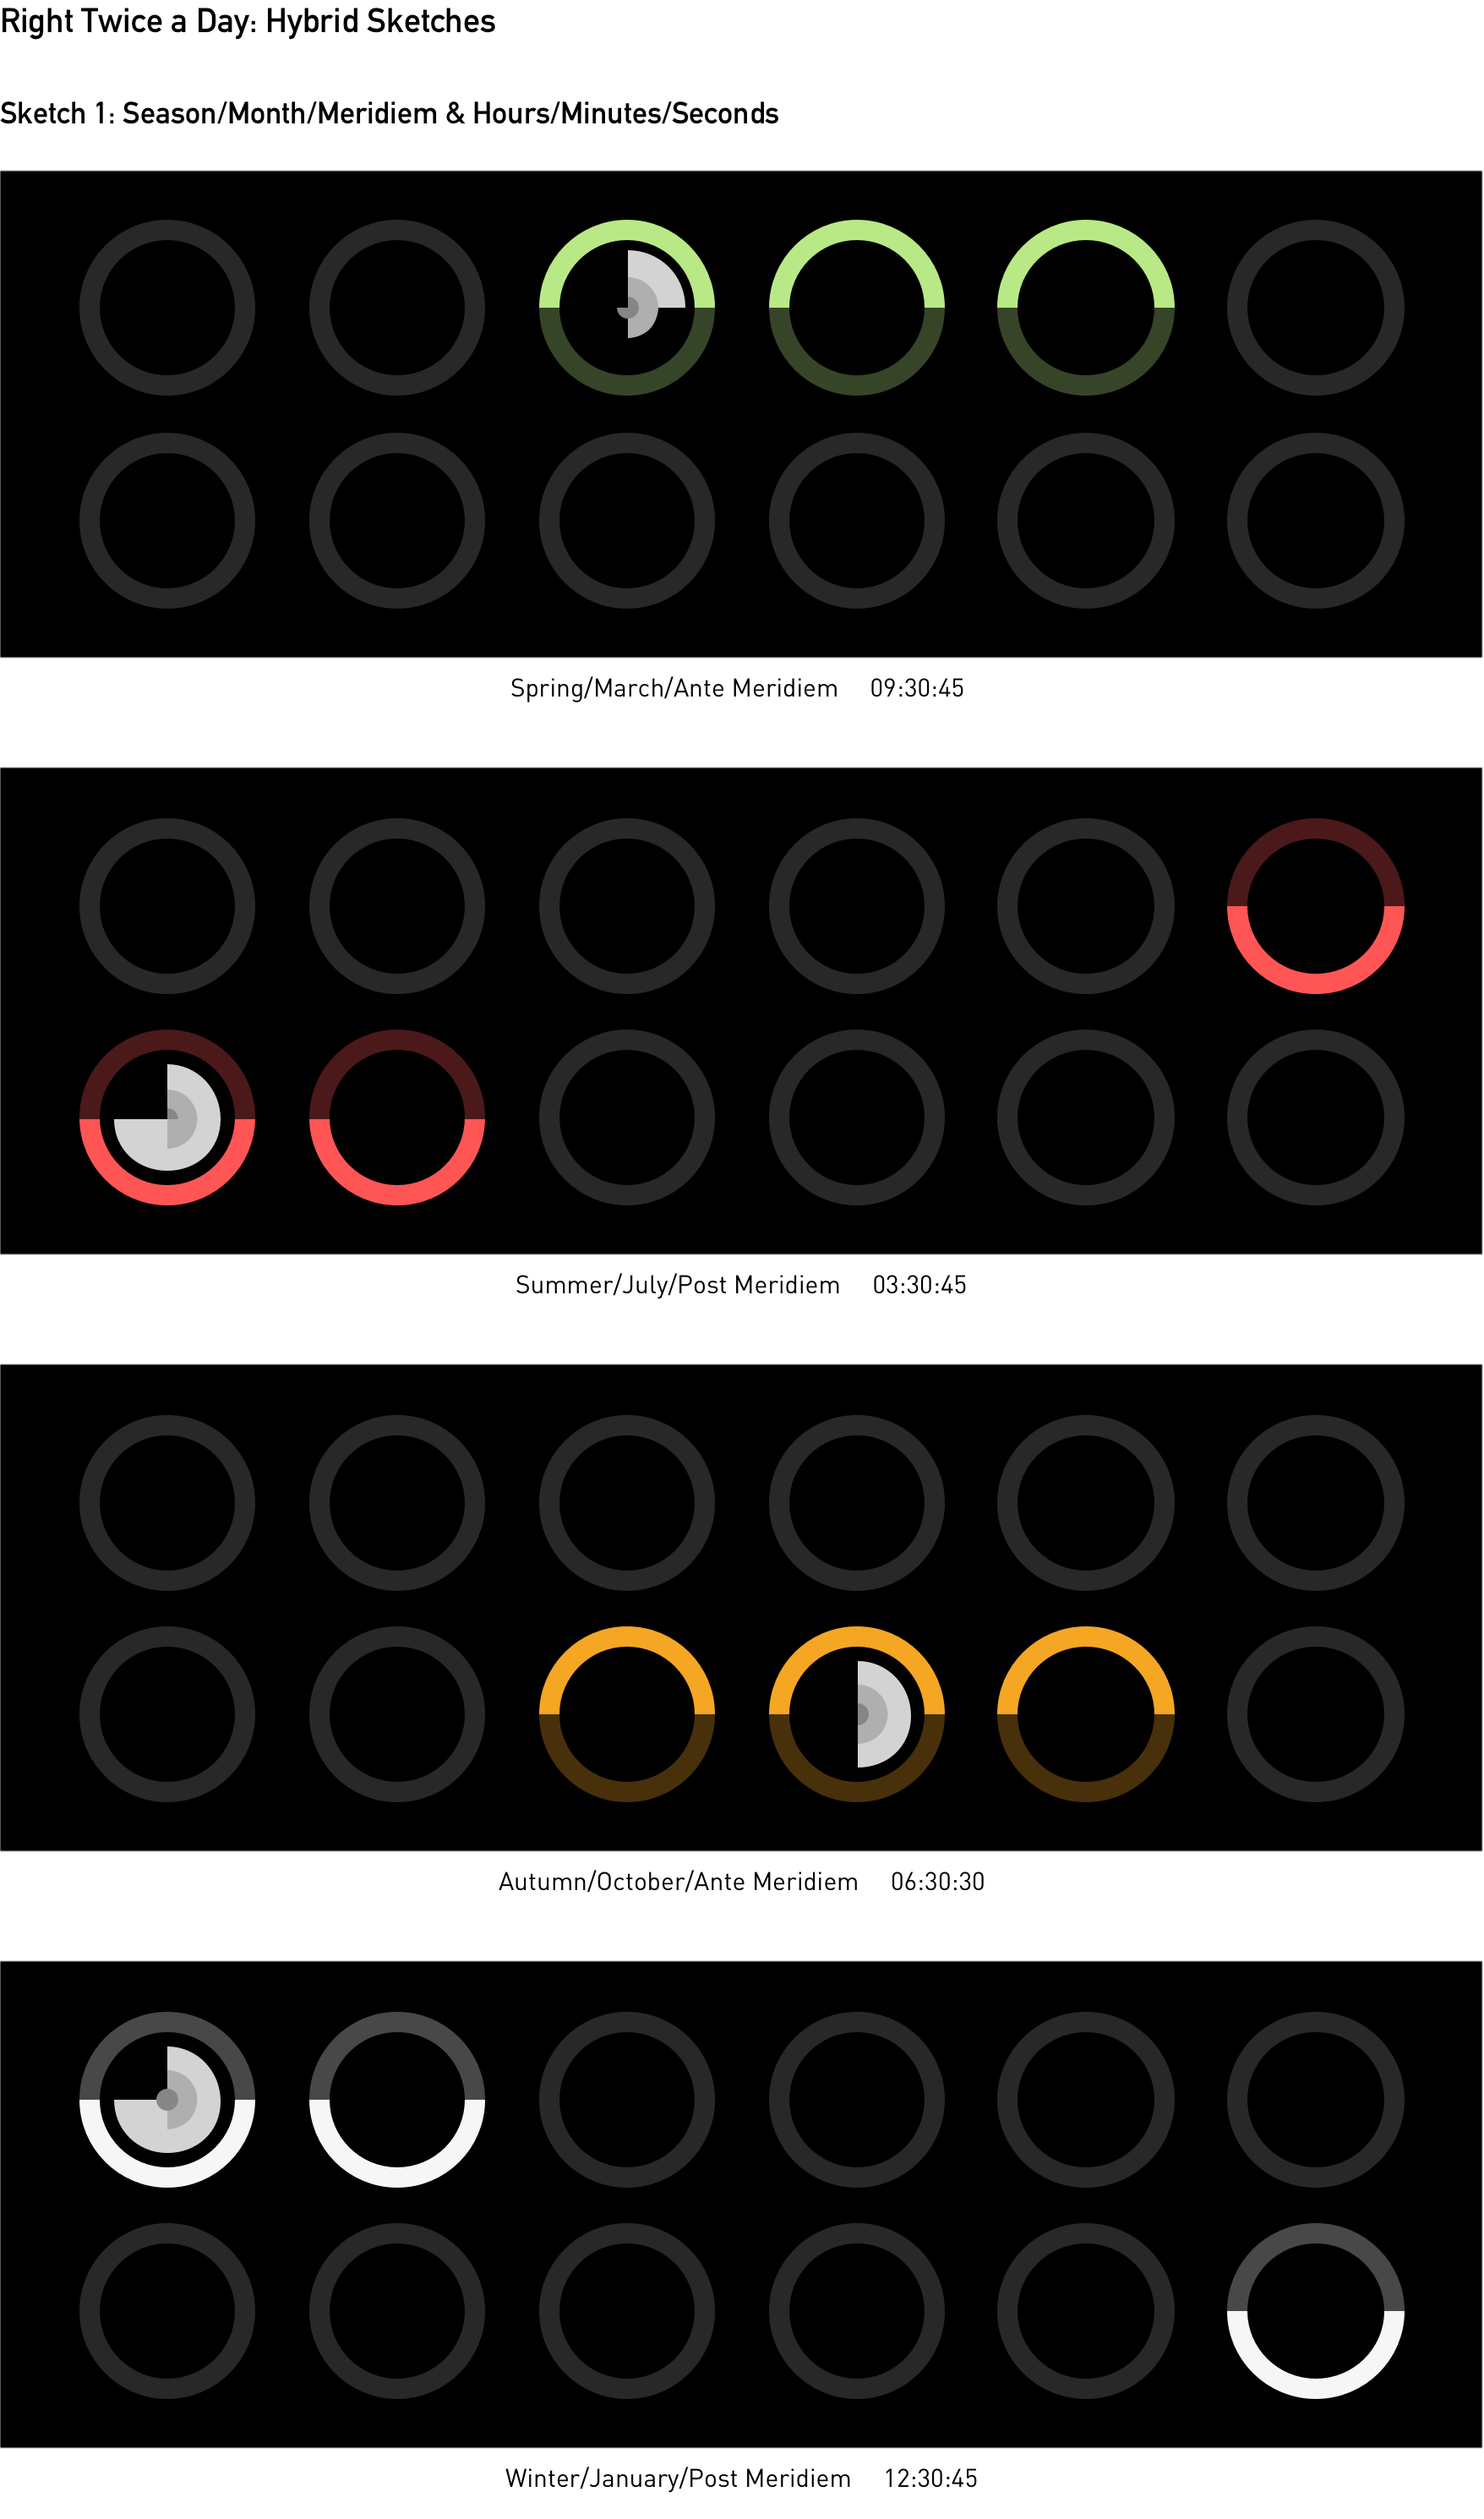 Right Twice a Day: Hybrid Sketches
Sketch 1: Season/Month/Meridiem & Hours/Minutes/Seconds
Spring/March/Ante Meridiem 09:30:45
Summer/July/Post Meridiem 03:30:45
Autumn/October/Ante Meridiem 06:30:30
Winter/January/Post Meridiem 12:30:45